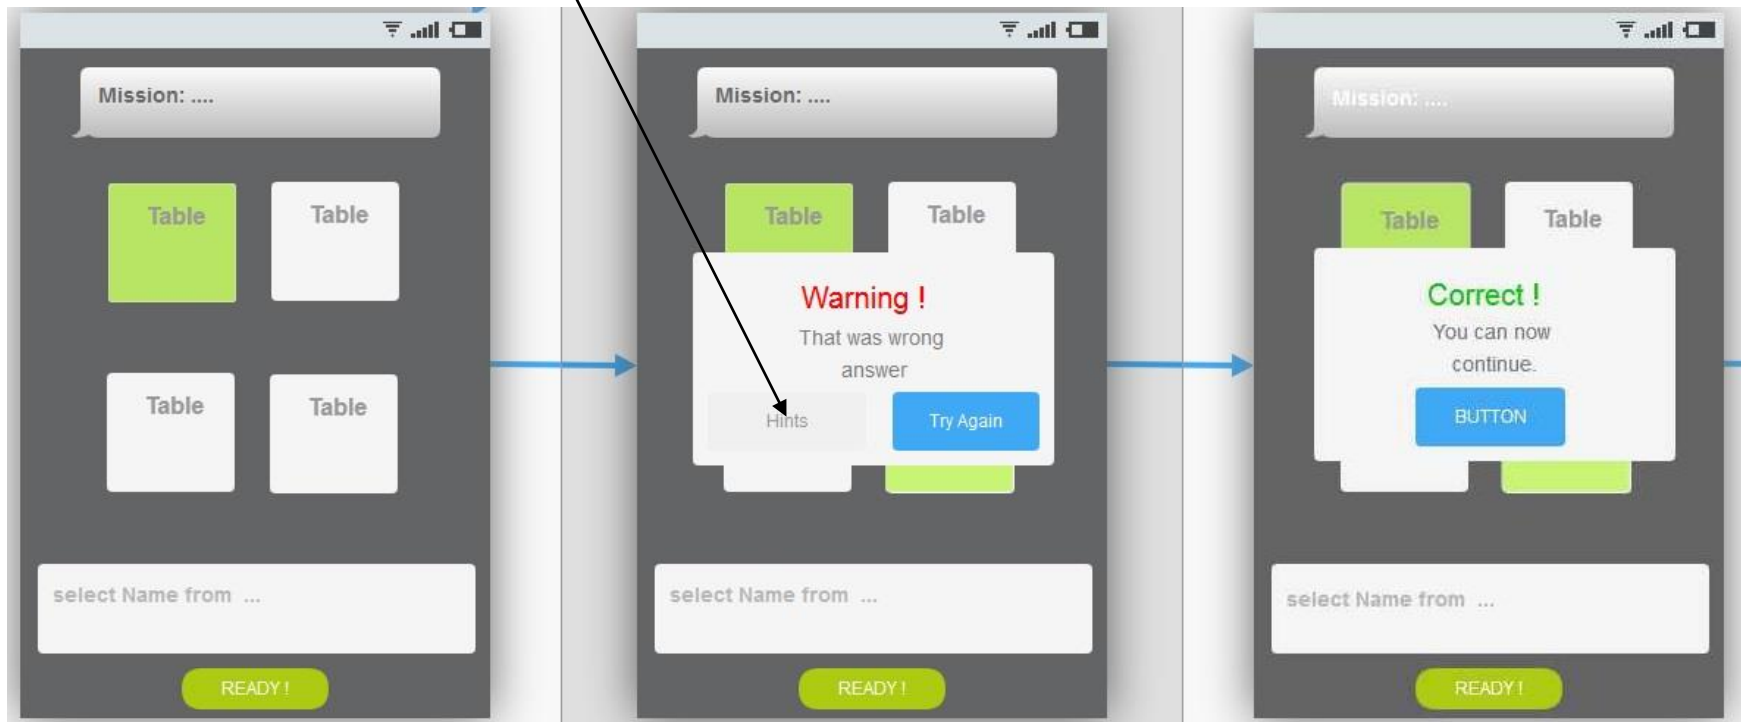 Mission: ....
Table
Table
Table
Table
select Name from ...
READY !
Mission: ....
Table
Table
Warning !
That was wrong
answer
Hints
Try Again
select Name from ...
READY !
Mission: ....
Table
Table
Correct !
You can now
continue.
BUTTON
select Name from ...
READY !